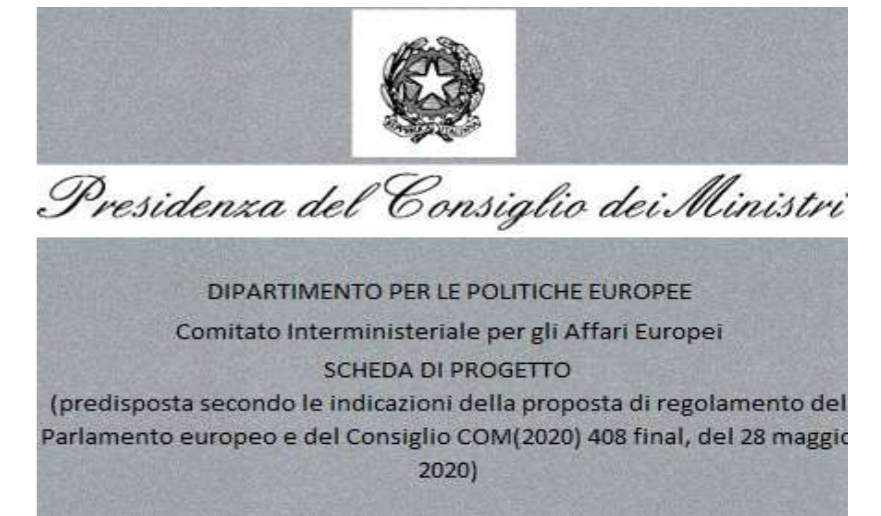 REPVBBLICA ITALIANA
Presidenza del Consiglio dei Ministri
DIPARTIMENTO PER LE POLITICHE EUROPEE
Comitato Interministeriale per gli Affari Europei
SCHEDA DI PROGETTO
(predisposta secondo le indicazioni della proposta di regolamento del
Parlamento europeo e del Consiglio COM(2020) 408 final, del 28 maggio
2020)